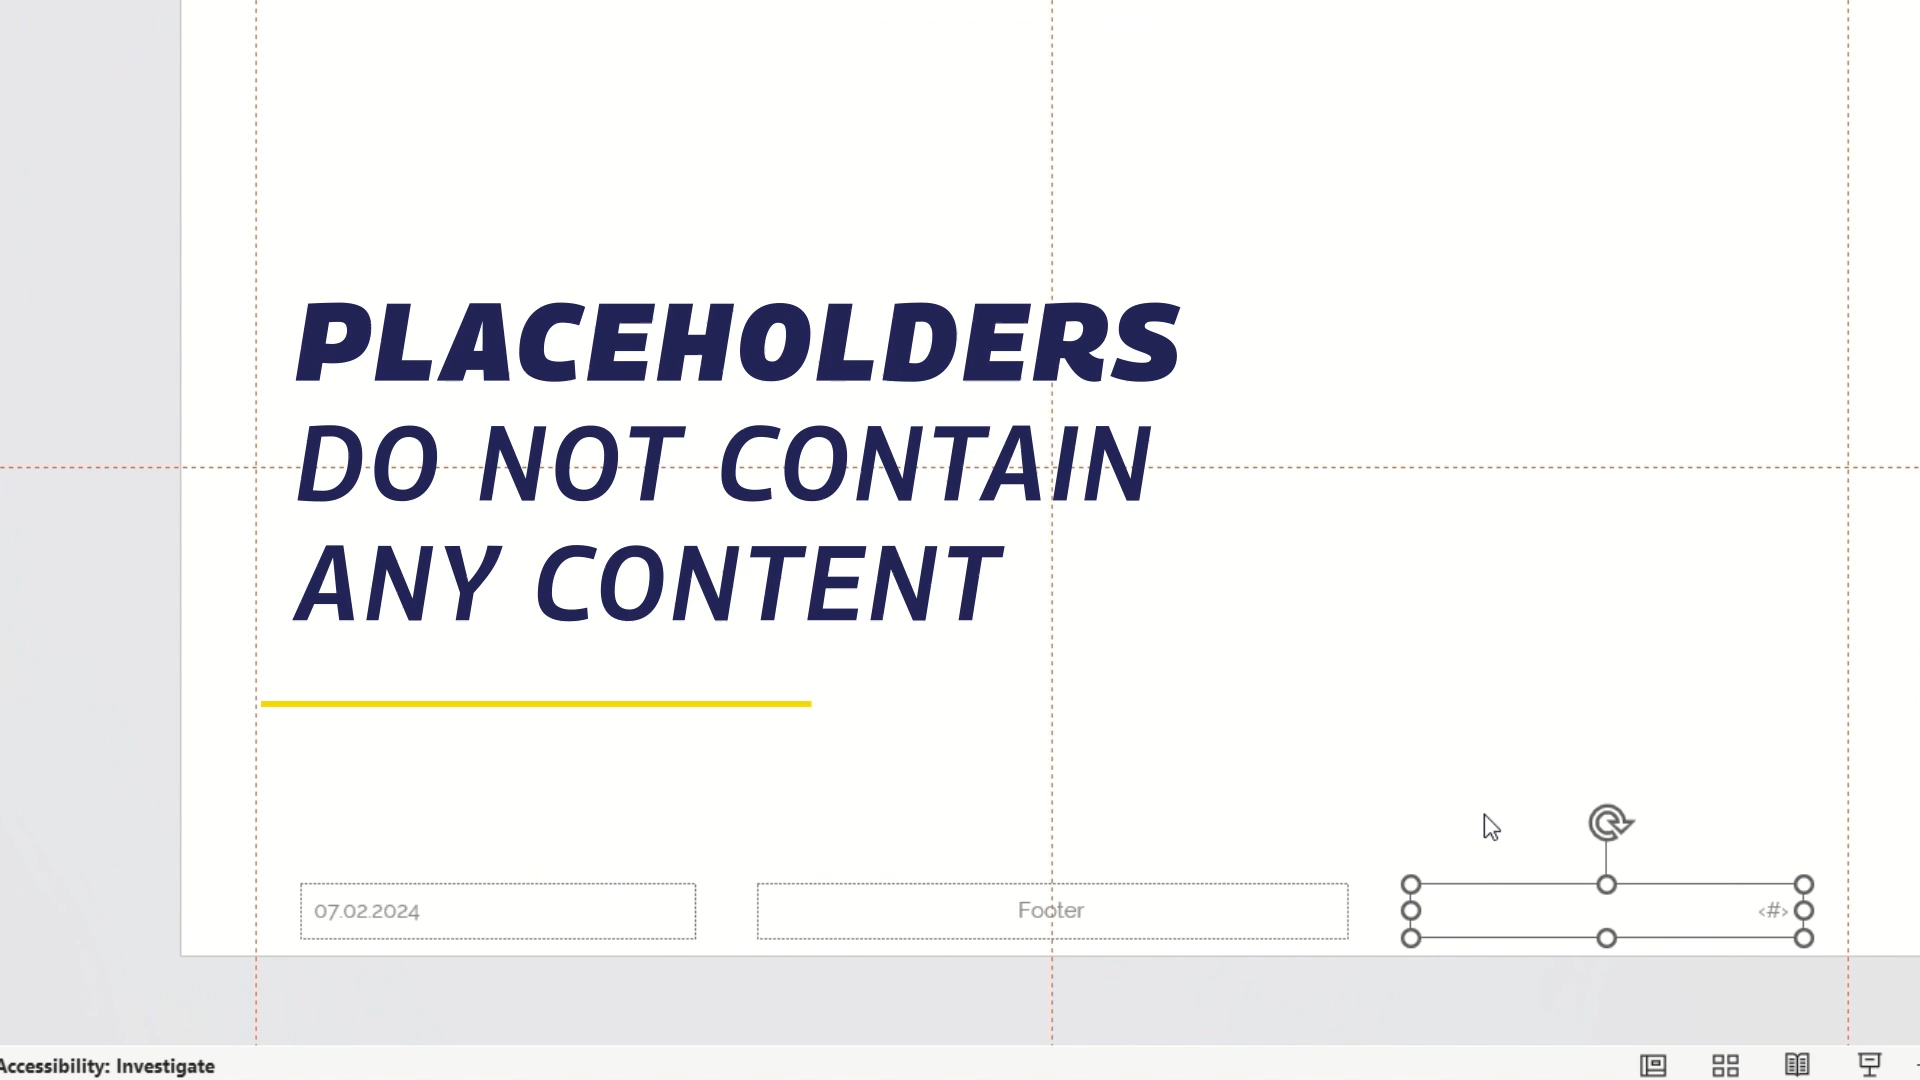 PLACEHOLDERS
DO NOT CONTAIN
ANY CONTENT
07.02.2024
Footer
‹#›
Accessibility: Investigate